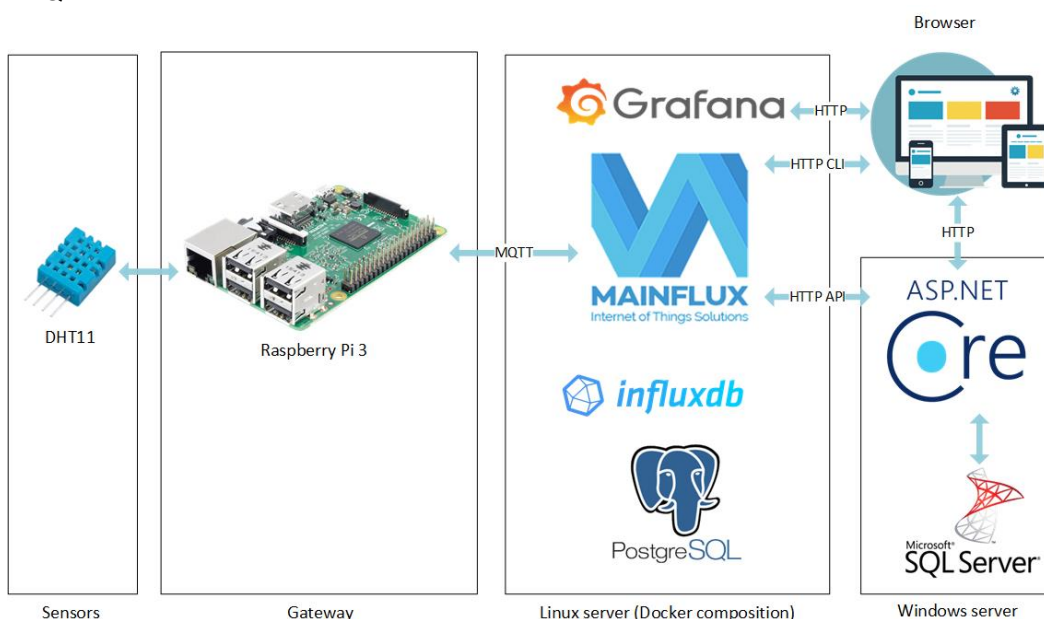 Browser
Grafana
HTTP
HTTP CLI
HTTP
MQTT
MAINFLUX
Internet of Things Solutions
HTTP API
ASP.NET
Core
DHT11
Raspberry Pi 3
influxdb
PostgreSQL
Microsoft®
SQL Server®
Sensors
Gateway
Linux server (Docker composition)
Windows server